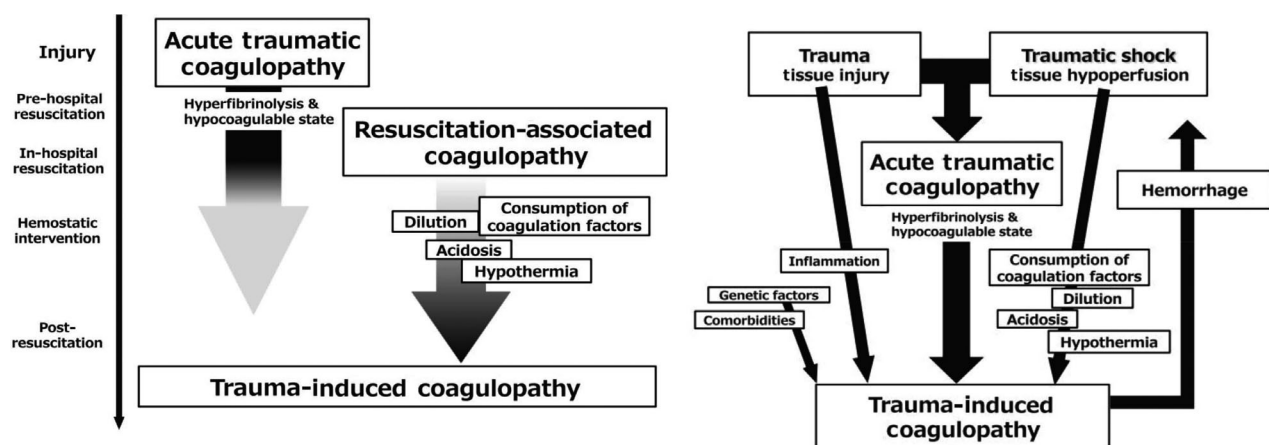 Injury
Pre-hospital
resuscitation
In-hospital
resuscitation
Hemostatic
intervention
Post-
resuscitation
Acute traumatic
coagulopathy
Hyperfibrinolysis &
hypocoagulable state
Resuscitation-associated
coagulopathy
Dilution
Consumption of
coagulation factors
Acidosis
Hypothermia
Trauma-induced coagulopathy
Trauma
tissue injury
Traumatic shock
tissue hypoperfusion
Acute traumatic
coagulopathy
Hyperfibrinolysis &
hypocoagulable state
Hemorrhage
Inflammation
Genetic factors
Comorbidities
Consumption of
coagulation factors
Dilution
Acidosis
Hypothermia
Trauma-induced
coagulopathy